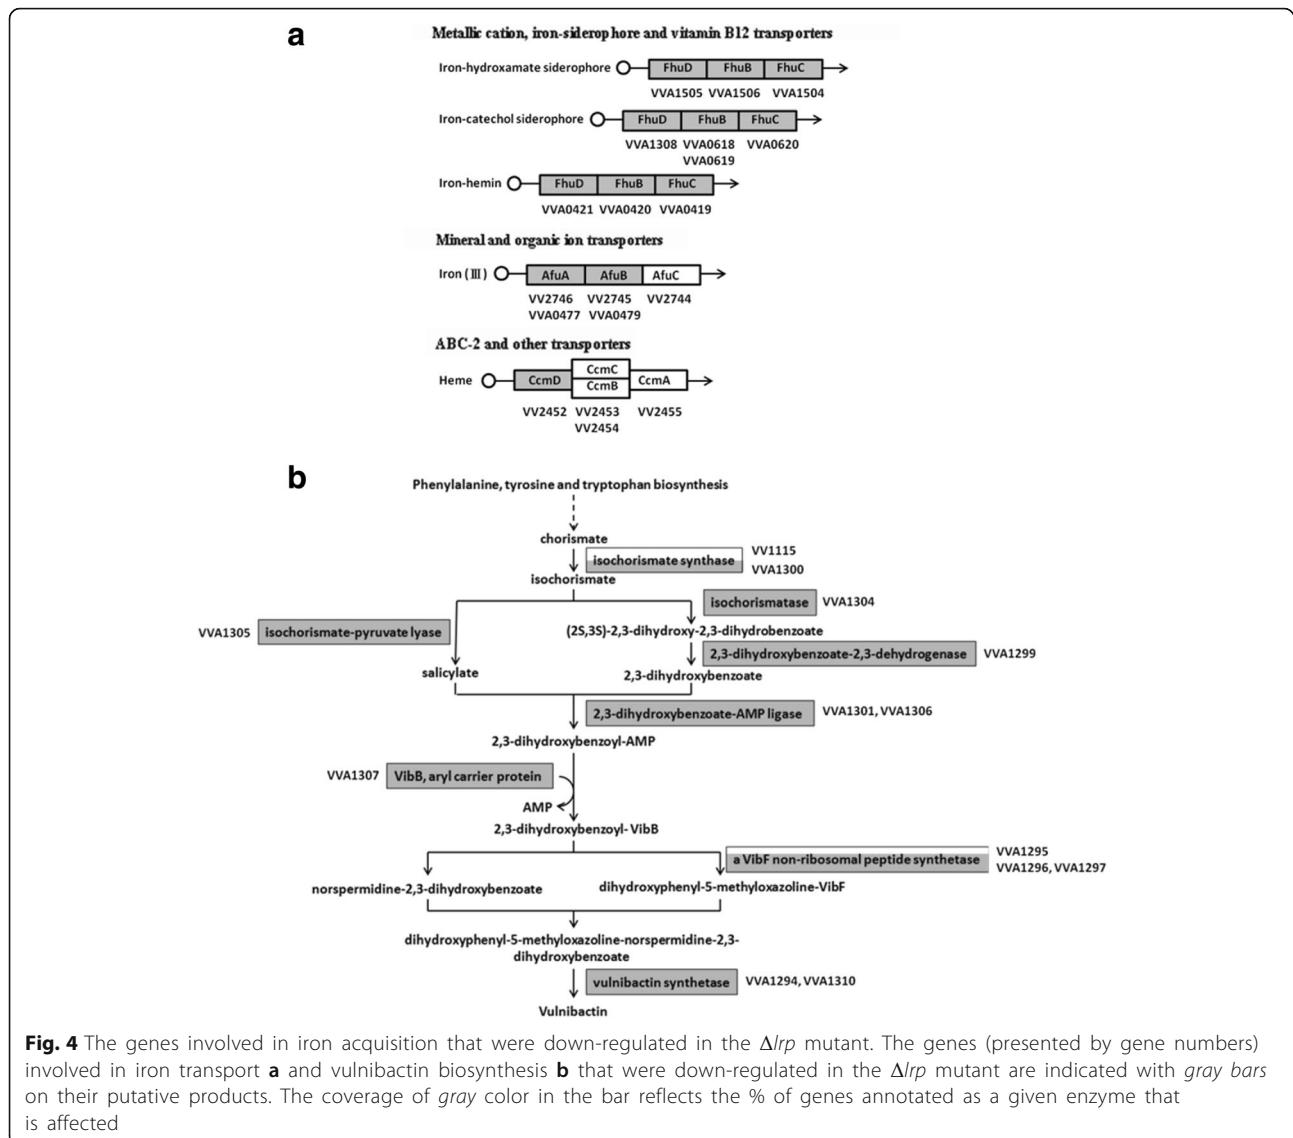 a
Metallic cation, iron-siderophore and vitamin B12 transporters
Iron-hydroxamate siderophore FhuD FhuB FhuC
VVA1505 VVA1506 VVA1504
Iron-catechol siderophore FhuD FhuB FhuC
VVA1308 VVA0618 VVA0620
VVA0619
Iron-hemin FhuD FhuB FhuC
VVA0421 VVA0420 VVA0419
Mineral and organic ion transporters
Iron (III) AfuA AfuB AfuC
VV2746 VV2745 VV2744
VVA0477 VVA0479
ABC-2 and other transporters
CcmC
Heme CcmD CcmA
CcmB
VV2452 VV2453 VV2455
VV2454
b
Phenylalanine, tyrosine and tryptophan biosynthesis
chorismate
isochorismate synthase VV1115
VVA1300
isochorismate
isochorismatase VVA1304
VVA1305 isochorismate-pyruvate lyase (2S,3S)-2,3-dihydroxy-2,3-dihydrobenzoate
2,3-dihydroxybenzoate-2,3-dehydrogenase VVA1299
salicylate 2,3-dihydroxybenzoate
2,3-dihydroxybenzoate-AMP ligase VVA1301, VVA1306
2,3-dihydroxybenzoyl-AMP
VVA1307 VibB, aryl carrier protein
AMP
2,3-dihydroxybenzoyl- VibB
a VibF non-ribosomal peptide synthetase VVA1295
VVA1296, VVA1297
norspermidine-2,3-dihydroxybenzoate dihydroxyphenyl-5-methyloxazoline-VibF
dihydroxyphenyl-5-methyloxazoline-norspermidine-2,3-
dihydroxybenzoate
vulnibactin synthetase VVA1294, VVA1310
Vulnibactin
Fig. 4 The genes involved in iron acquisition that were down-regulated in the Δlrp mutant. The genes (presented by gene numbers)
involved in iron transport a and vulnibactin biosynthesis b that were down-regulated in the Δlrp mutant are indicated with gray bars
on their putative products. The coverage of gray color in the bar reflects the % of genes annotated as a given enzyme that
is affected